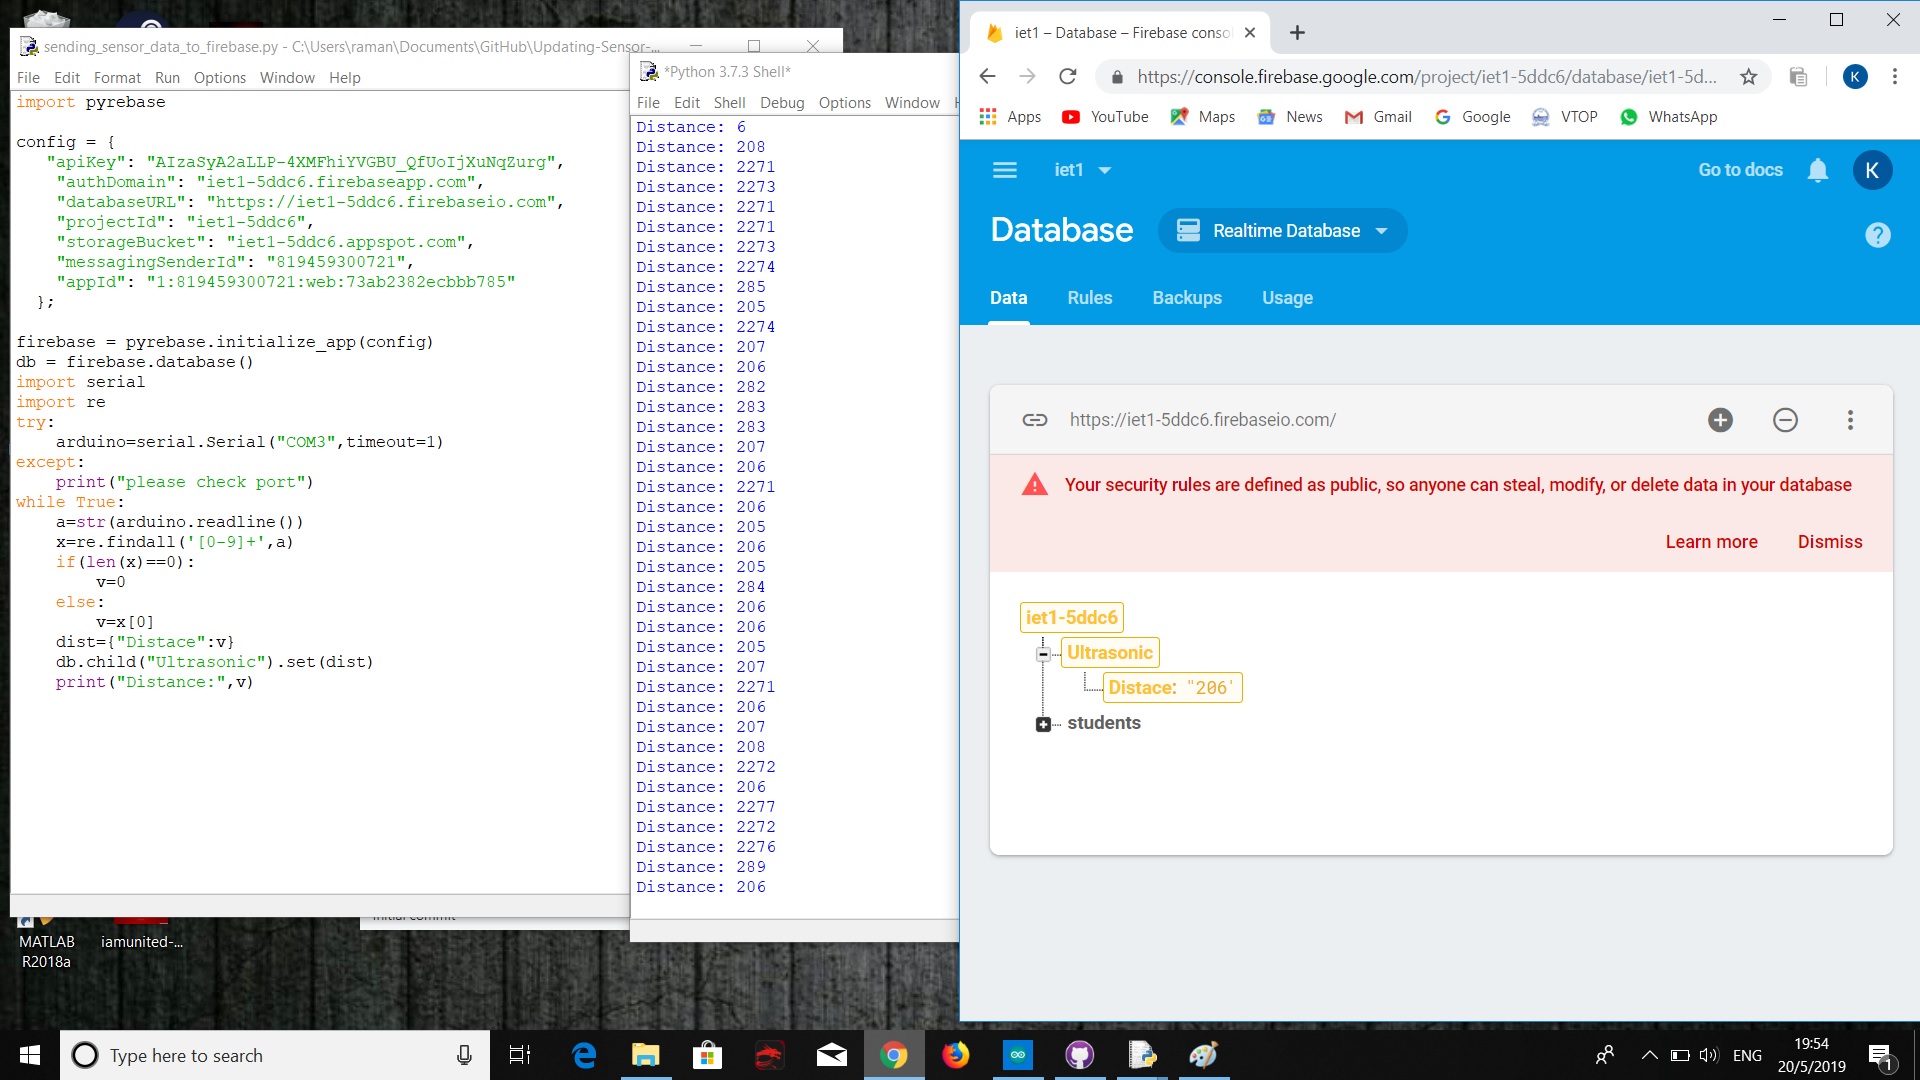 sending_sensor_data_to_firebase.py - C:\Users\raman\Documents\GitHub\Updating-Sensor-...
File Edit Format Run Options Window Help
import pyrebase
config = {
"apiKey": "AIzaSyA2aLLP-4XMFhiYVGBU_QfUoIjXuNqZurg",
"authDomain": "iet1-5ddc6.firebaseapp.com",
"databaseURL": "https://iet1-5ddc6.firebaseio.com",
"projectId": "iet1-5ddc6",
"storageBucket": "iet1-5ddc6.appspot.com",
"messagingSenderId": "819459300721",
"appId": "1:819459300721:web:73ab2382ecbbb785"
};
firebase = pyrebase.initialize_app(config)
db = firebase.database()
import serial
import re
try:
arduino=serial.Serial("COM3",timeout=1)
except:
print("please check port")
while True:
a=str(arduino.readline())
x=re.findall('[0-9]+',a)
if(len(x)==0):
v=0
else:
v=x[0]
dist={"Distace":v}
db.child("Ultrasonic").set(dist)
print("Distance:",v)
*Python 3.7.3 Shell*
File Edit Shell Debug Options Window
Distance: 6
Distance: 208
Distance: 2271
Distance: 2273
Distance: 2271
Distance: 2271
Distance: 2273
Distance: 2274
Distance: 285
Distance: 205
Distance: 2274
Distance: 207
Distance: 206
Distance: 282
Distance: 283
Distance: 283
Distance: 207
Distance: 206
Distance: 2271
Distance: 206
Distance: 205
Distance: 206
Distance: 205
Distance: 284
Distance: 206
Distance: 206
Distance: 205
Distance: 207
Distance: 2271
Distance: 206
Distance: 207
Distance: 208
Distance: 2272
Distance: 206
Distance: 2277
Distance: 2272
Distance: 2276
Distance: 289
Distance: 206
iet1 – Database – Firebase conso
https://console.firebase.google.com/project/iet1-5ddc6/database/iet1-5d...
K
Apps YouTube Maps News Gmail Google VTOP WhatsApp
iet1 Go to docs K
Database Realtime Database
Data Rules Backups Usage
https://iet1-5ddc6.firebaseio.com/
Your security rules are defined as public, so anyone can steal, modify, or delete data in your database
Learn more Dismiss
iet1-5ddc6
Ultrasonic
Distace: "206"
students
MATLAB
R2018a
iamunited-...
Type here to search
ENG
19:54
20/5/2019
1